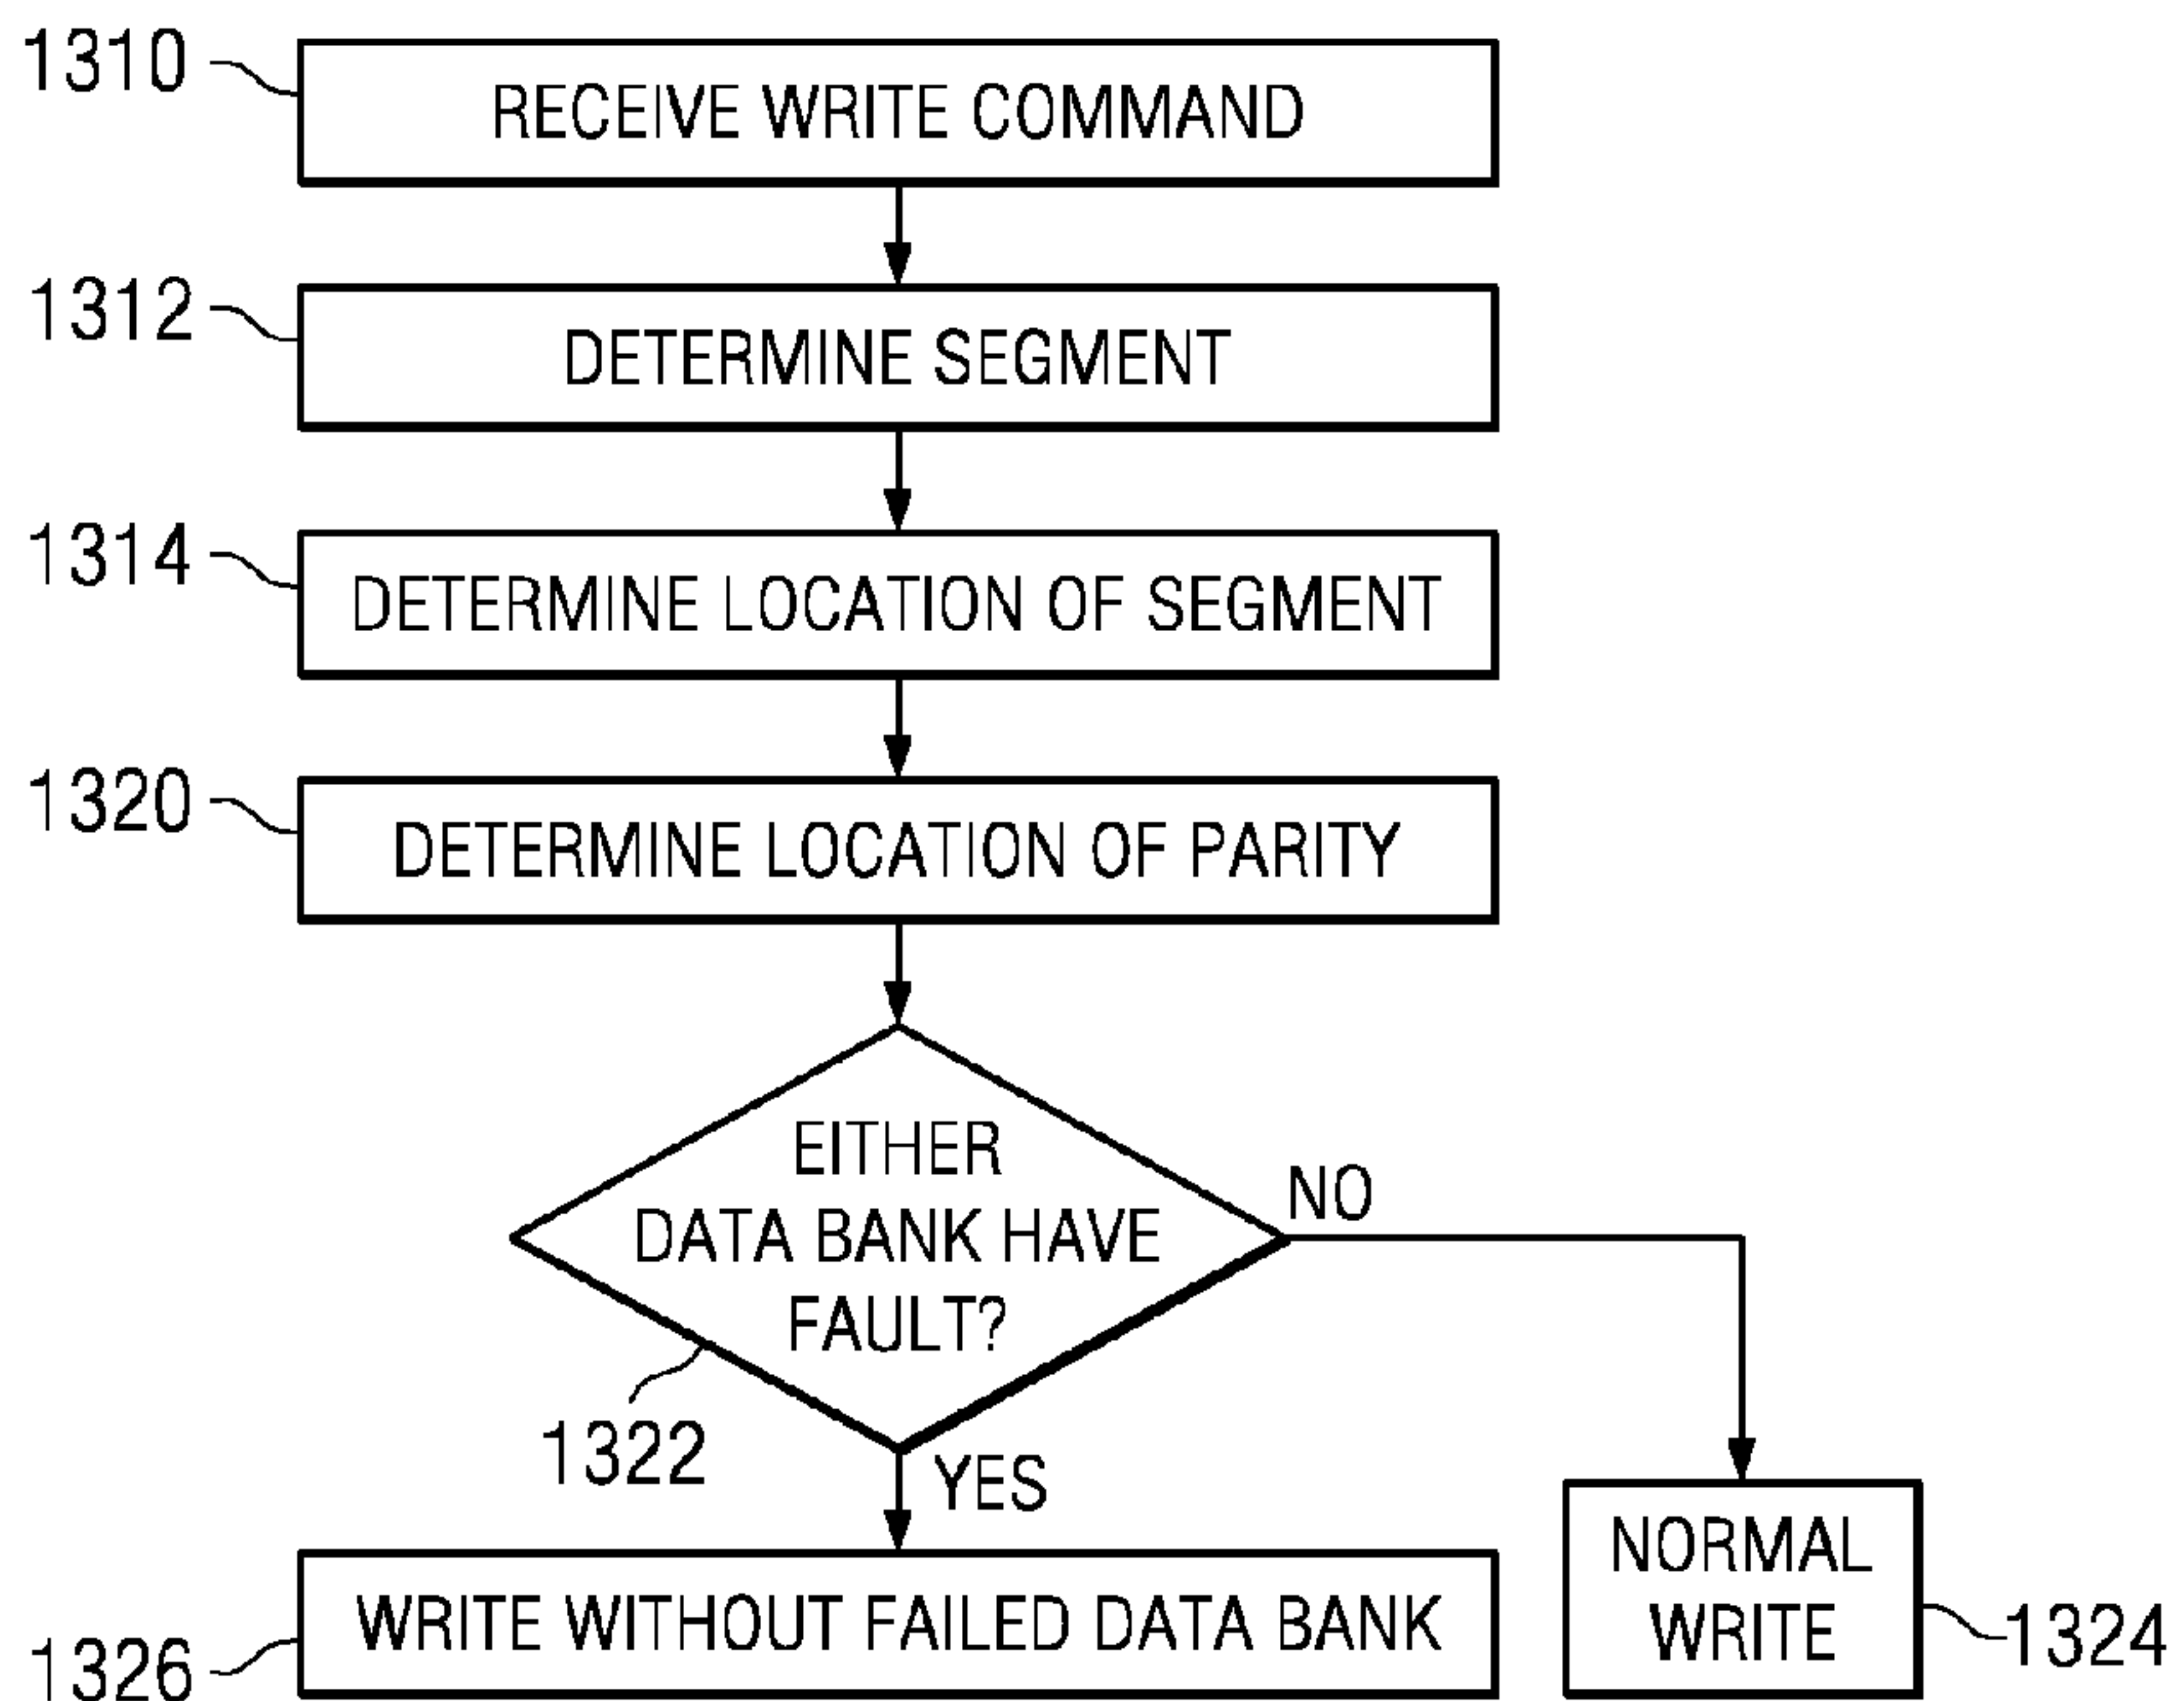 1310
RECEIVE WRITE COMMAND
1312
DETERMINE SEGMENT
1314
DETERMINE LOCATION OF SEGMENT
1320
DETERMINE LOCATION OF PARITY
EITHER
DATA BANK HAVE
FAULT?
NO
1322
YES
NORMAL
WRITE
1324
WRITE WITHOUT FAILED DATA BANK
1326